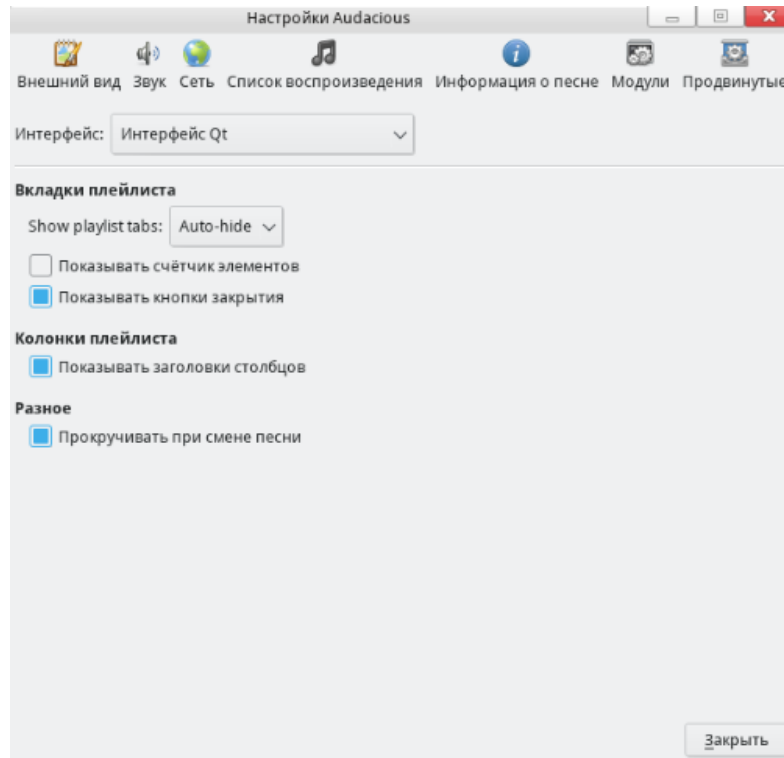 Настройки Audacious
Внешний вид Звук Сеть Список воспроизведения Информация о песне Модули Продвинутые
Интерфейс: Интерфейс Qt
Вкладки плейлиста
Show playlist tabs: Auto-hide
Показывать счётчик элементов
Показывать кнопки закрытия
Колонки плейлиста
Показывать заголовки столбцов
Разное
Прокручивать при смене песни
Закрыть